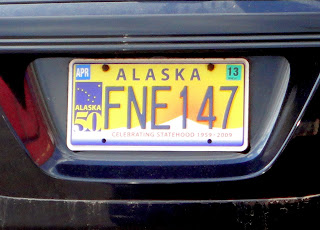 APR ALASKA 13
ALASKA
50 FNE147
CELEBRATING STATEHOOD 1959-2009